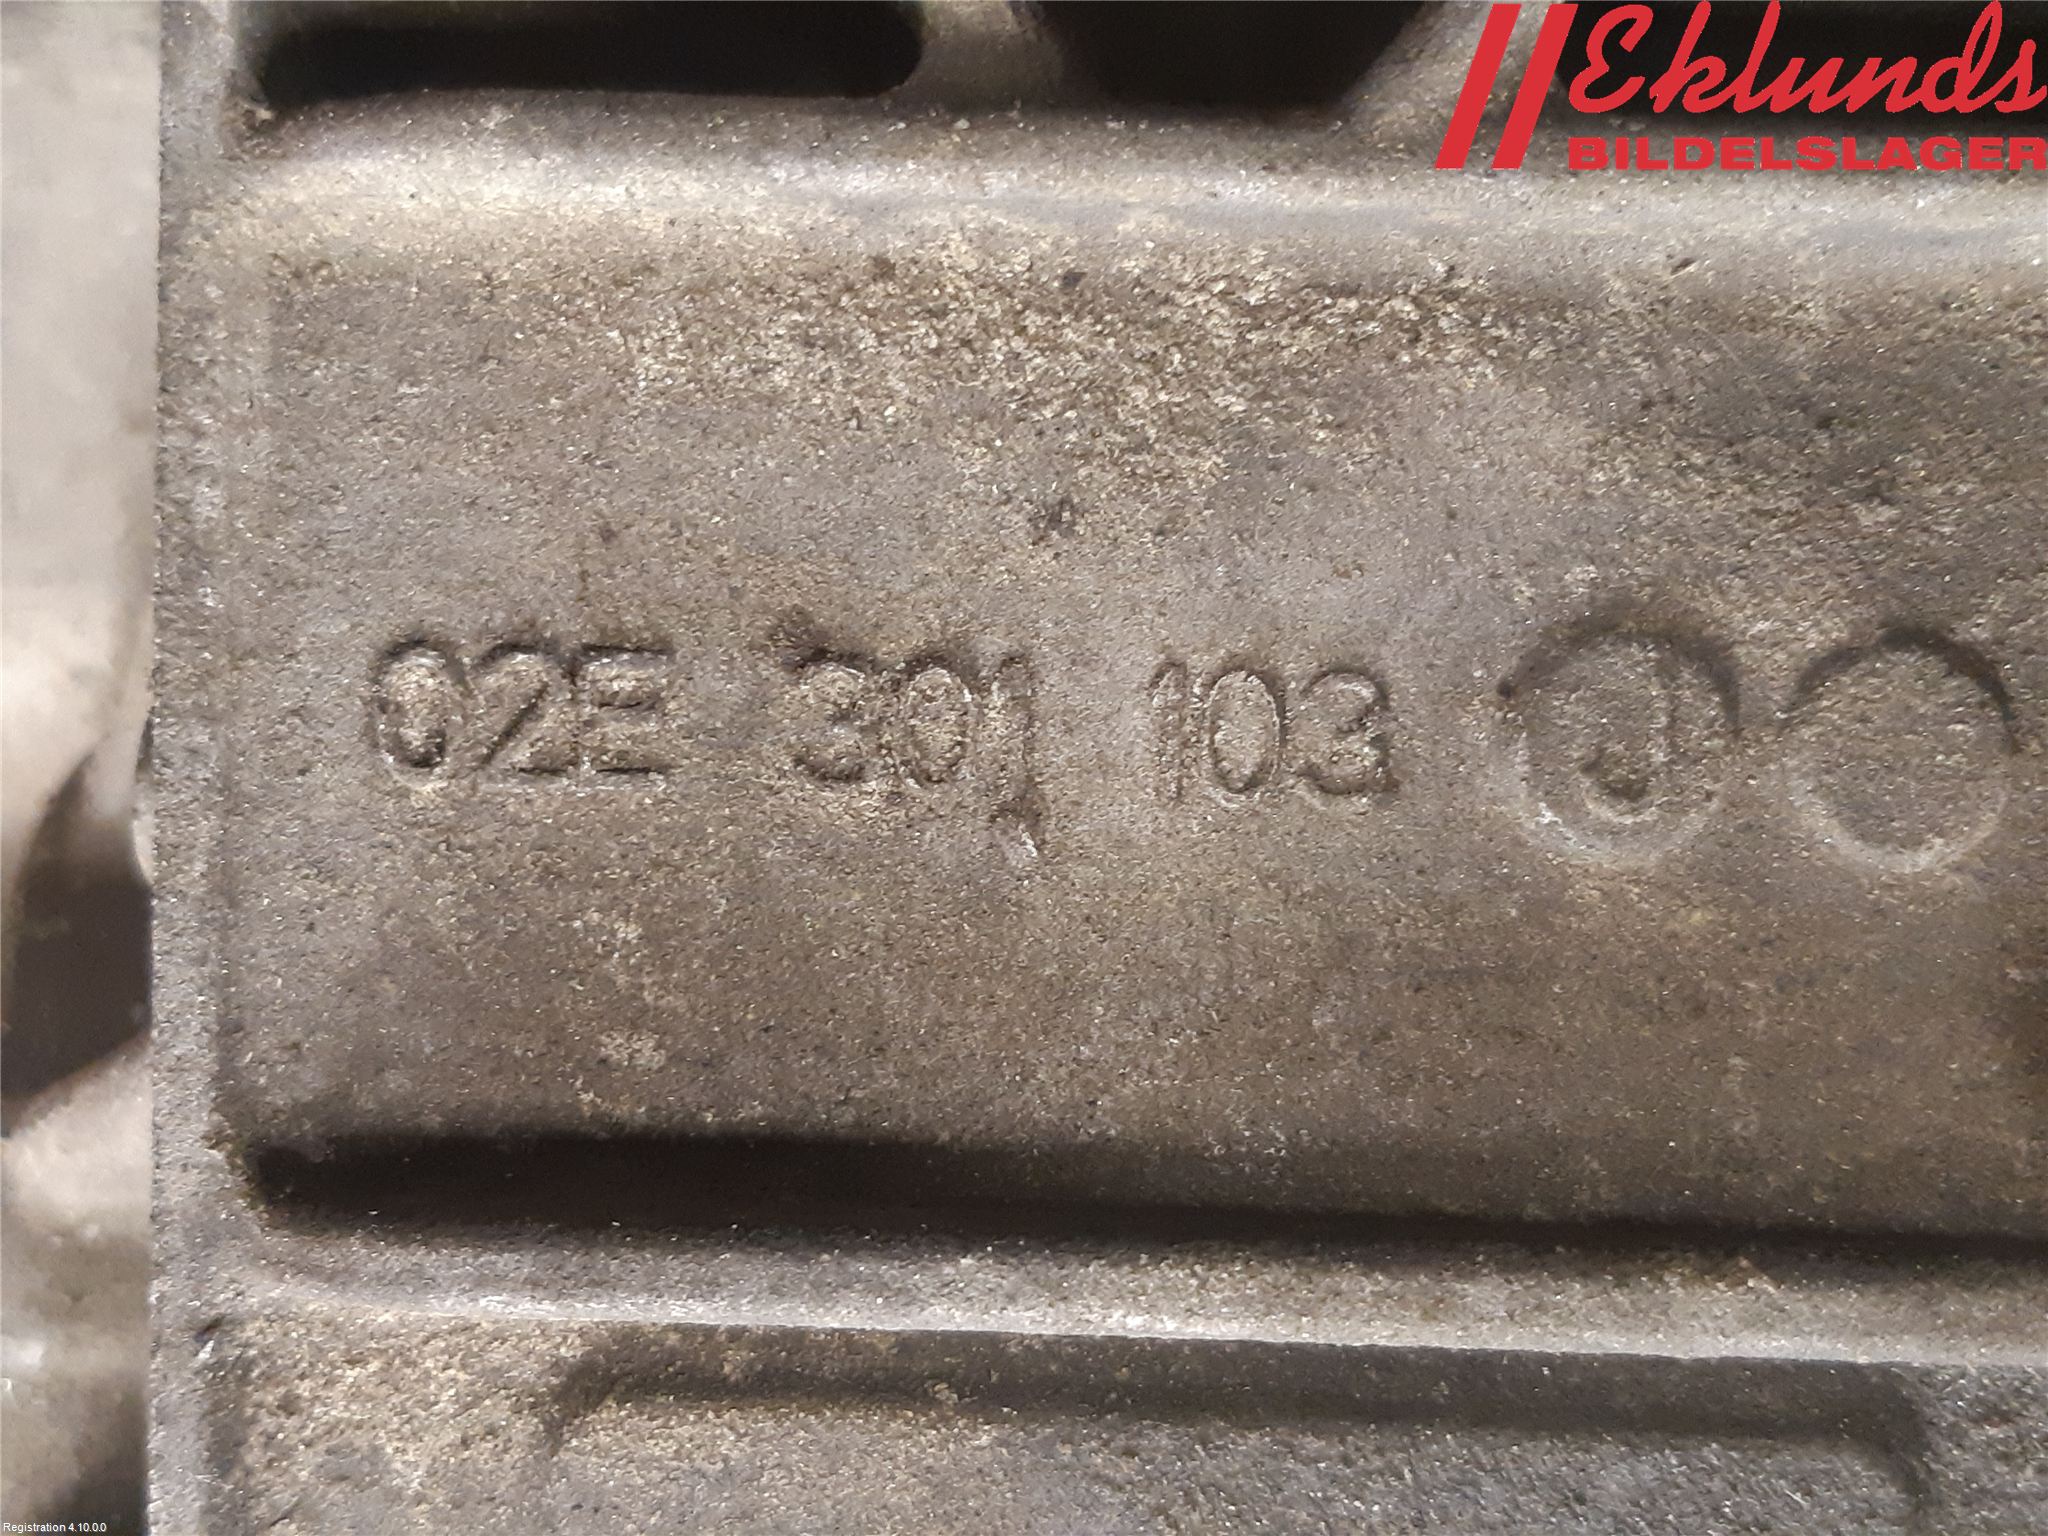 Eklunds
BILDELSLAGER
02E 301 103 J
Registration 4.10.0.0